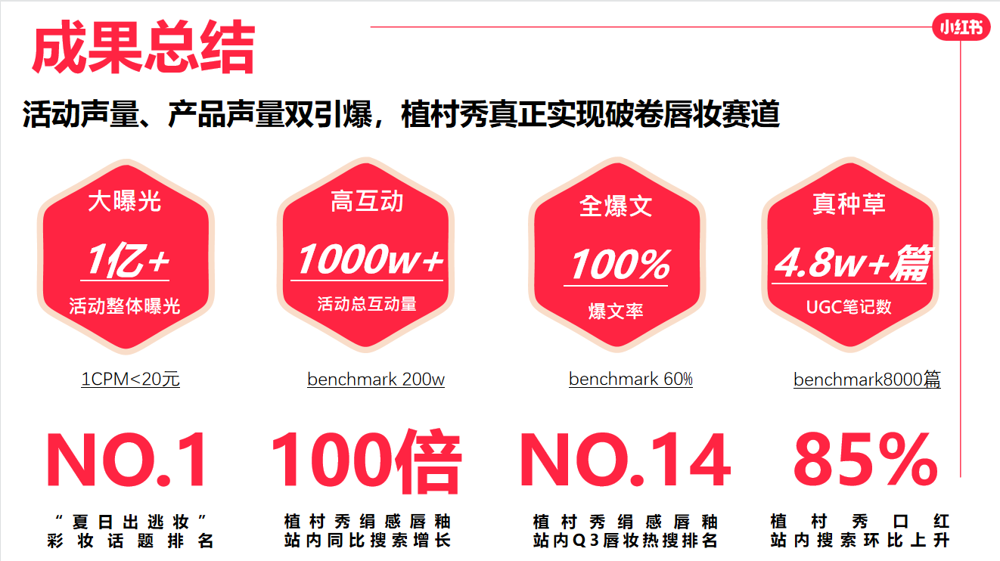 成果总结
小红书
活动声量、产品声量双引爆，植村秀真正实现破卷唇妆赛道
大曝光
1亿+
活动整体曝光
1CPM<20元
高互动
1000w+
活动总互动量
benchmark 200w
全爆文
100%
爆文率
benchmark 60%
真种草
4.8w+篇
UGC笔记数
benchmark8000篇
NO.1
“夏日出逃妆”
彩妆话题排名
100倍
植村秀绢感唇釉
站内同比搜索增长
NO.14
植村秀绢感唇釉
站内Q3唇妆热搜排名
85%
植村秀口红
站内搜索环比上升